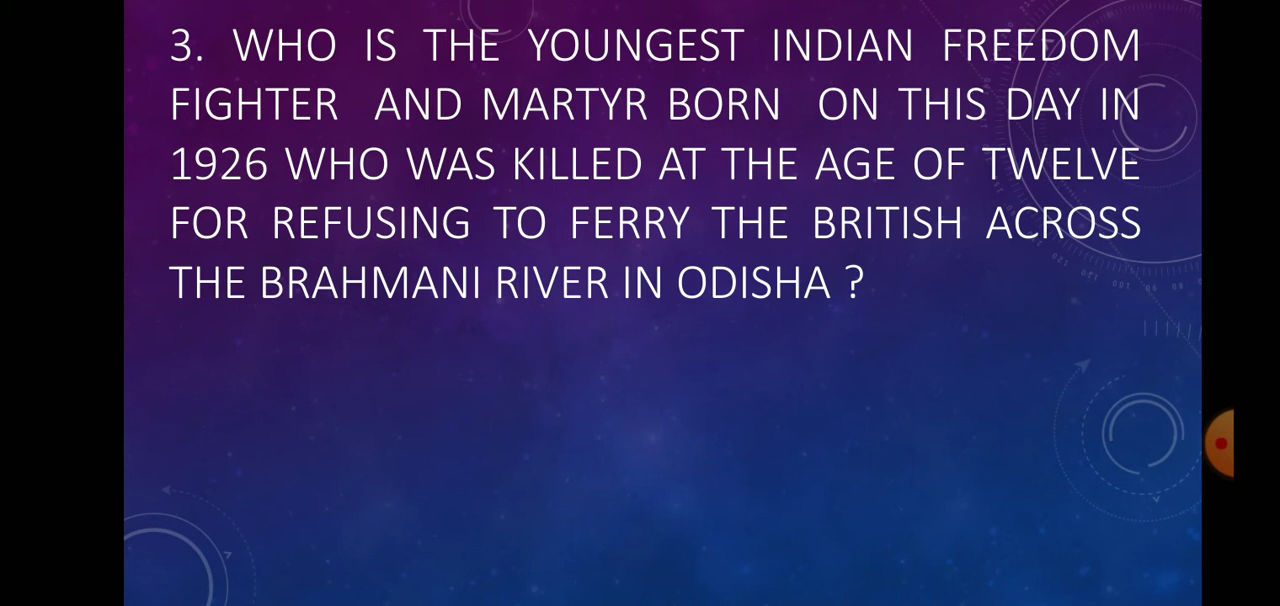 3. WHO IS THE YOUNGEST INDIAN FREEDOM
FIGHTER AND MARTYR BORN ON THIS DAY IN
1926 WHO WAS KILLED AT THE AGE OF TWELVE
FOR REFUSING TO FERRY THE BRITISH ACROSS
THE BRAHMANI RIVER IN ODISHA ?